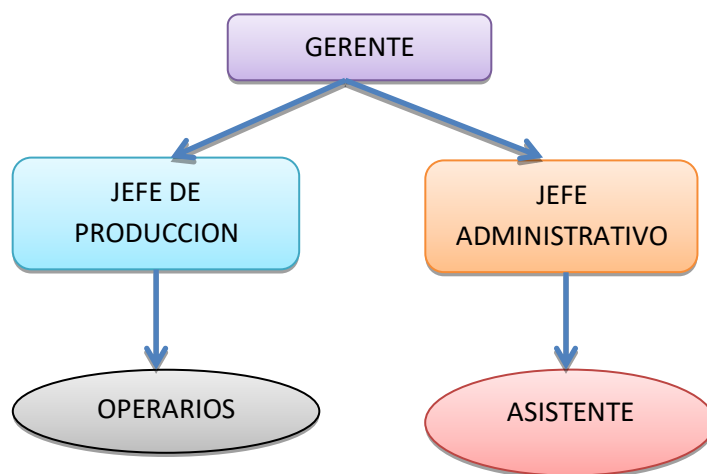 GERENTE
JEFE DE
PRODUCCION
JEFE
ADMINISTRATIVO
OPERARIOS
ASISTENTE